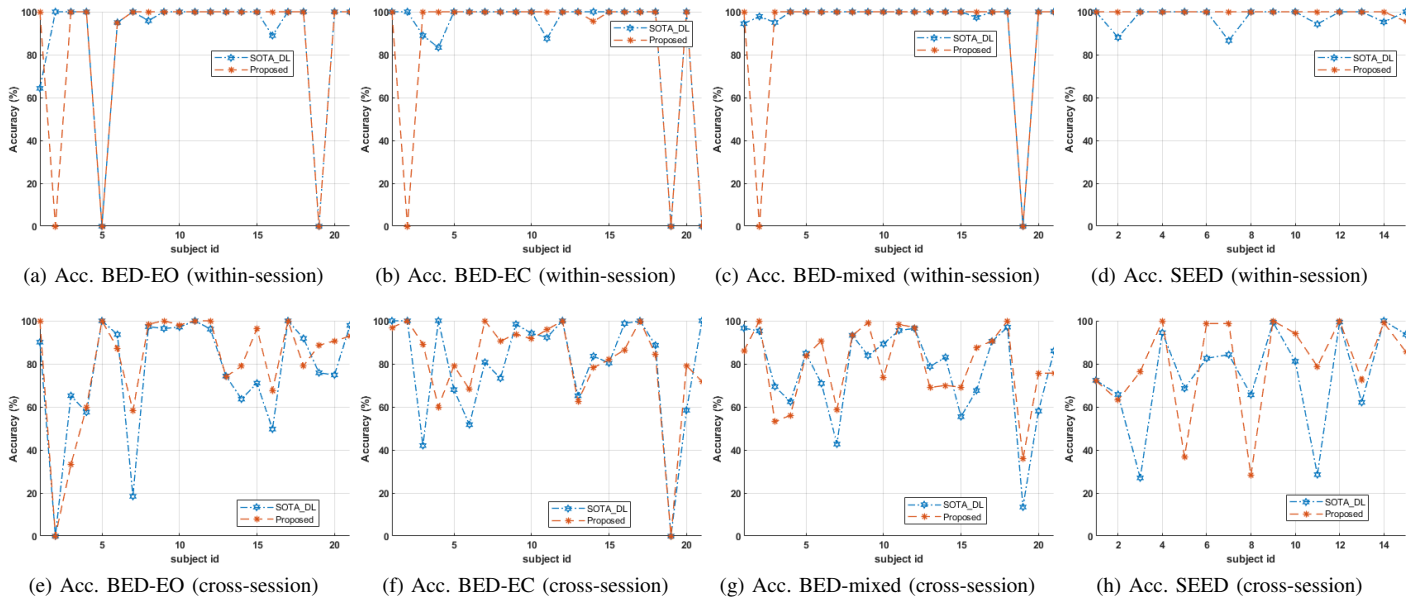 100
80
60
40
20
0
Accuracy (%)
5
10
15
20
subject id
SOTA_DL
Proposed
(a) Acc. BED-EO (within-session)
100
80
60
40
20
0
Accuracy (%)
5
10
15
20
subject id
SOTA_DL
Proposed
(b) Acc. BED-EC (within-session)
100
80
60
40
20
0
Accuracy (%)
5
10
15
20
subject id
SOTA_DL
Proposed
(c) Acc. BED-mixed (within-session)
100
80
60
40
20
0
Accuracy (%)
2
4
6
8
10
12
14
subject id
SOTA_DL
Proposed
(d) Acc. SEED (within-session)
100
80
60
40
20
0
Accuracy (%)
5
10
15
20
subject id
SOTA_DL
Proposed
(e) Acc. BED-EO (cross-session)
100
80
60
40
20
0
Accuracy (%)
5
10
15
20
subject id
SOTA_DL
Proposed
(f) Acc. BED-EC (cross-session)
100
80
60
40
20
0
Accuracy (%)
5
10
15
20
subject id
SOTA_DL
Proposed
(g) Acc. BED-mixed (cross-session)
100
80
60
40
20
0
Accuracy (%)
2
4
6
8
10
12
14
subject id
SOTA_DL
Proposed
(h) Acc. SEED (cross-session)